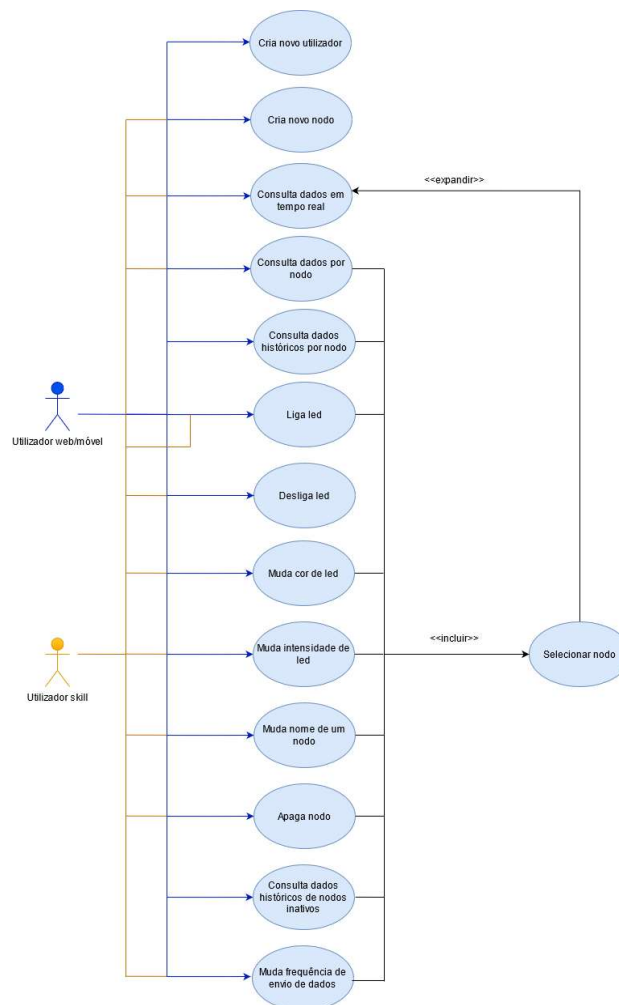 Cria novo utilizador
Cria novo nodo
<<expandir>>
Consulta dados em
tempo real
Consulta dados por
nodo
Consulta dados
históricos por nodo
Liga led
Utilizador web/móvel
Desliga led
Muda cor de led
<<incluir>>
Muda intensidade de
led
Selecionar nodo
Utilizador skill
Muda nome de um
nodo
Apaga nodo
Consulta dados
históricos de nodos
inativos
Muda frequência de
envio de dados